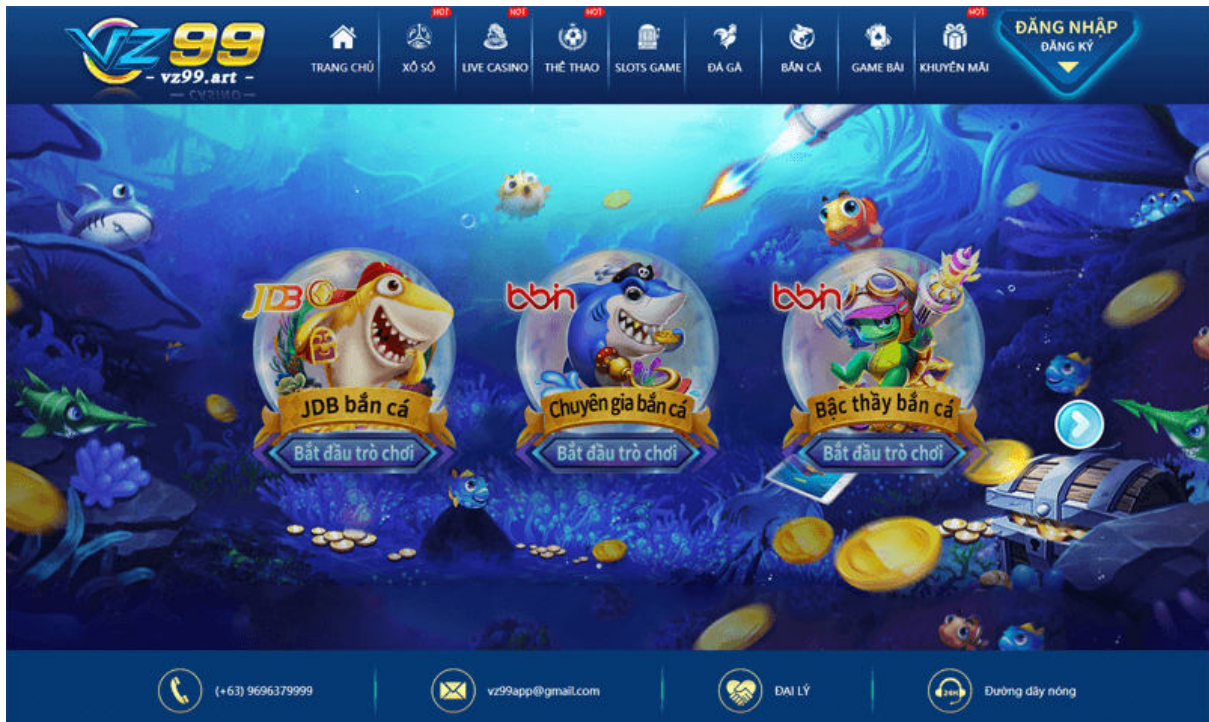 VZ99
- vz99.art -
— CASINO —
HOT
HOT
HOT
HOT
TRANG CHỦ
XỔ SỐ
LIVE CASINO
THỂ THAO
SLOTS GAME
ĐÁ GÀ
BẮN CÁ
GAME BÀI
KHUYẾN MÃI
ĐĂNG NHẬP
ĐĂNG KÝ
JDB
JDB bắn cá
Bắt đầu trò chơi
bbin
Chuyên gia bắn cá
Bắt đầu trò chơi
bbin
Bậc thầy bắn cá
Bắt đầu trò chơi
(+63) 9696379999
vz99app@gmail.com
ĐẠI LÝ
24H
Đường dây nóng